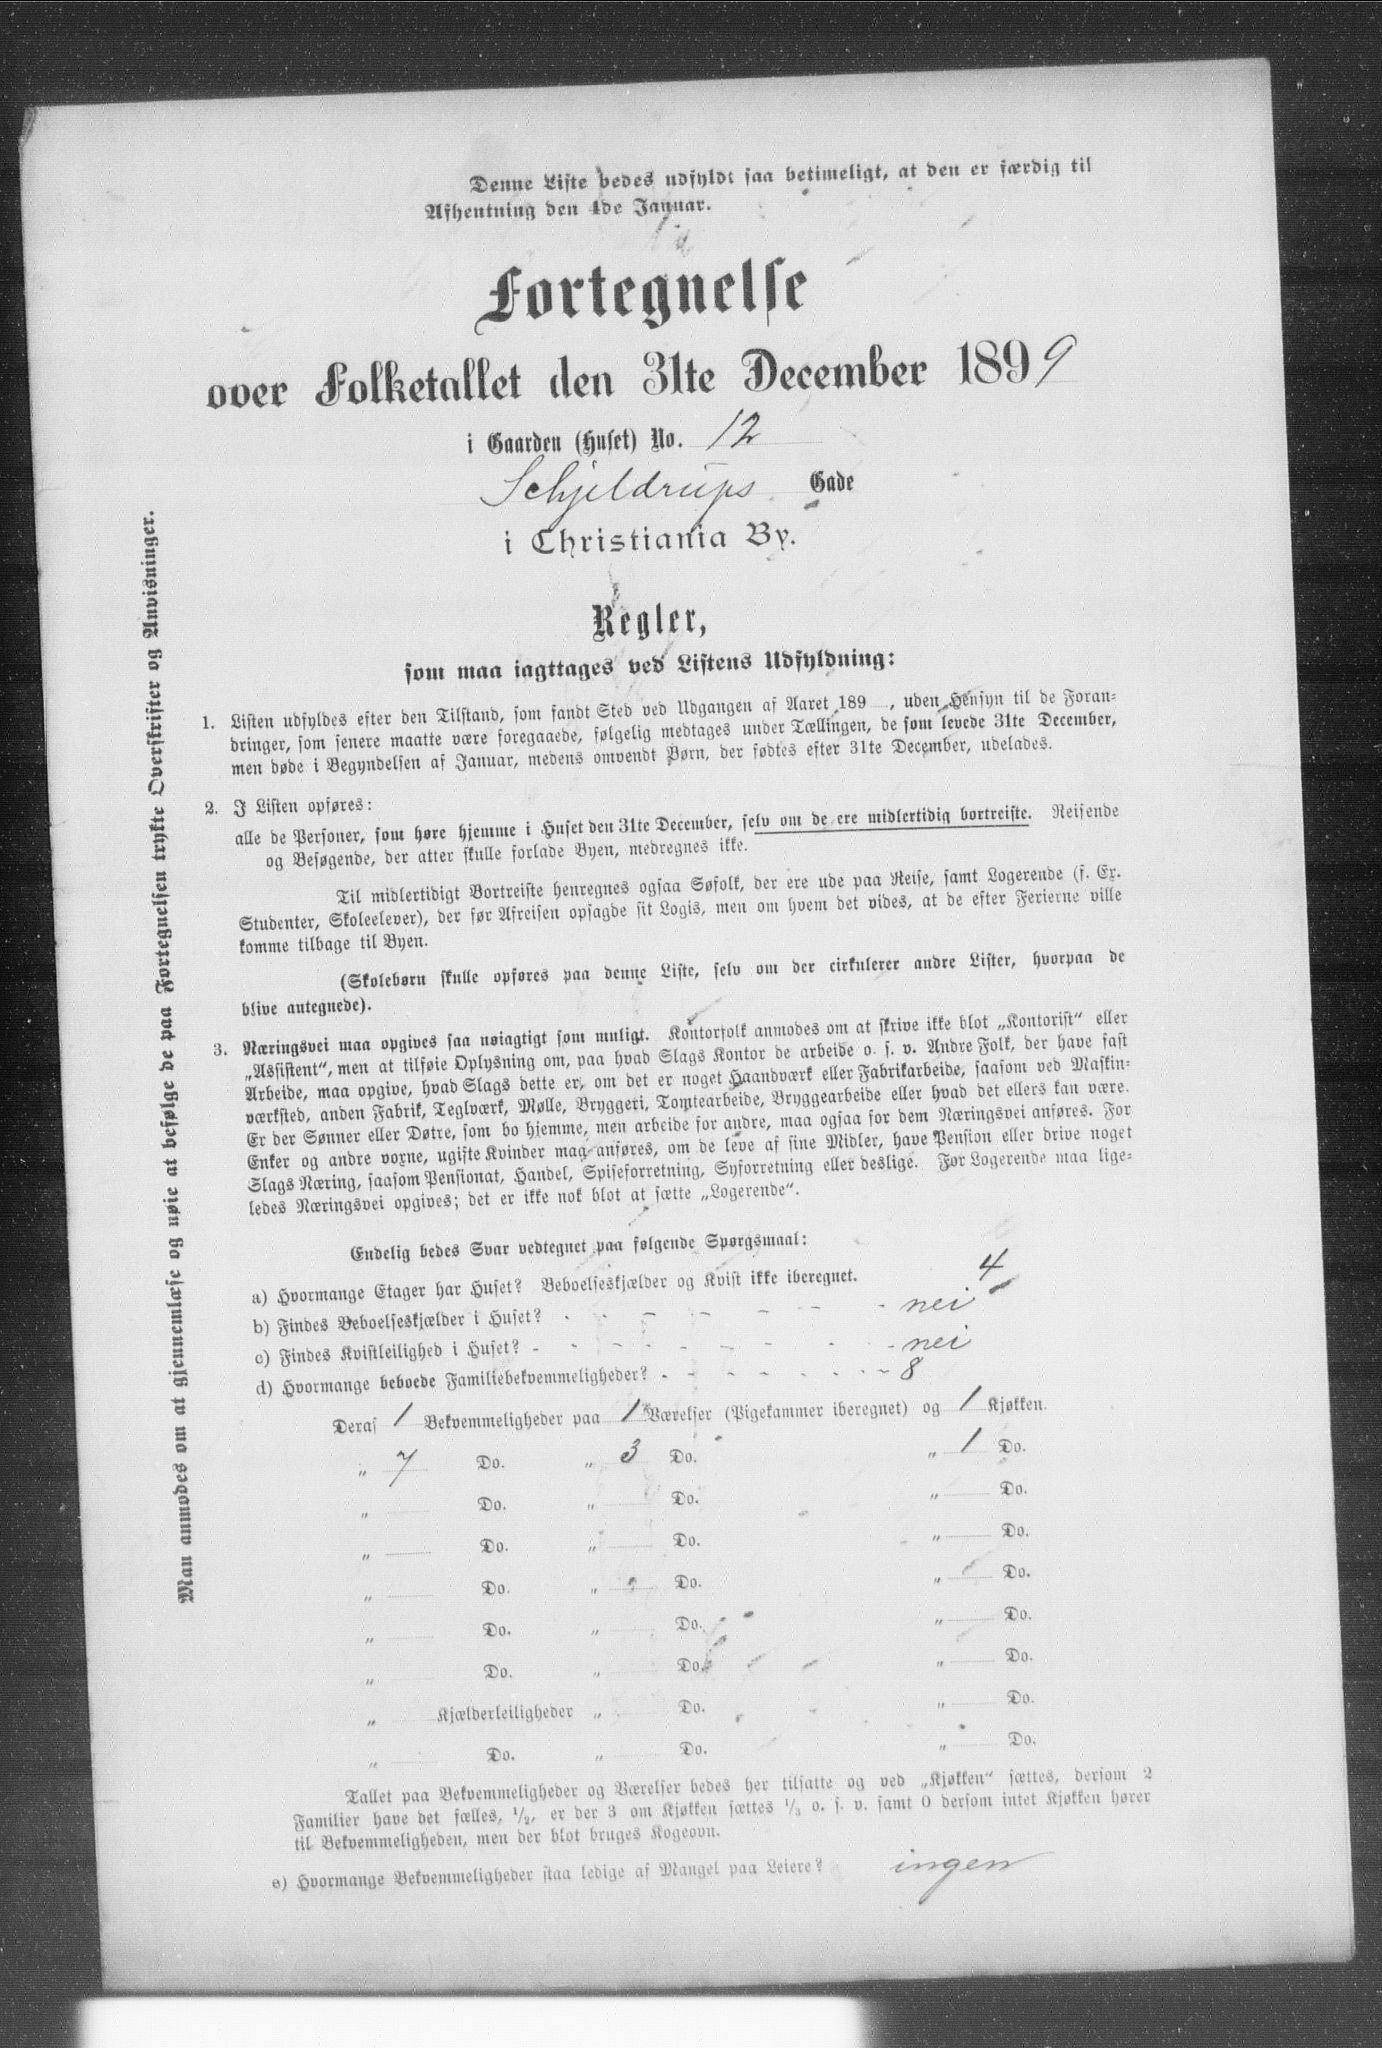 Denne Liste bedes udfyldt saa betimeligt, at den er færdig til
Afhentning den 4de Januar.
Fortegnelse
over Folketallet den 31te December 1899
i Gaarden (Huset) No. 12
Schjeldrups Gade
i Christiania By.
Regler,
som maa iagttages ved Listens Udfyldning:
1. Listen udfyldes efter den Tilstand, som fandt Sted ved Udgangen af Aaret 189 , uden Hensyn til de Foran-
dringer, som senere maatte være foregaaede, følgelig medtages under Tællingen, de som levede 31te December,
men døde i Begyndelsen af Januar, medens omvendt Børn, der fødtes efter 31te December, udelades.
2. I Listen opføres:
alle de Personer, som høre hjemme i Huset den 31te December, selv om de ere midlertidig bortreiste. Reisende
og Besøgende, der atter skulle forlade Byen, medregnes ikke.
Til midlertidigt Bortreiste henregnes ogsaa Søfolk, der ere ude paa Reise, samt Logerende (f. Ex.
Studenter, Skoleelever), der før Afreisen opsagde sit Logis, men om hvem det vides, at de efter Ferierne ville
komme tilbage til Byen.
(Skolebørn skulle opføres paa denne Liste, selv om der cirkulerer andre Lister, hvorpaa de
blive antegnede).
3. Næringsvei maa opgives saa nøiagtigt som muligt. Kontorfolk anmodes om at skrive ikke blot „Kontorist“ eller
„Assistent“, men at tilføie Oplysning om, paa hvad Slags Kontor de arbeide o. s. v. Andre Folk, der have fast
Arbeide, maa opgive, hvad Slags dette er, om det er noget Haandværk eller Fabrikarbeide, saasom ved Maskin-
værksted, anden Fabrik, Teglværk, Mølle, Bryggeri, Tomtearbeide, Bryggearbeide eller hvad det ellers kan være.
Er der Sønner eller Døtre, som bo hjemme, men arbeide for andre, maa ogsaa for dem Næringsvei anføres. For
Enker og andre voxne, ugifte Kvinder maa anføres, om de leve af sine Midler, have Pension eller drive noget
Slags Næring, saasom Pensionat, Handel, Spiseforretning, Syforretning eller deslige. For Logerende maa lige-
ledes Næringsvei opgives; det er ikke nok blot at sætte „Logerende“.
Endelig bedes Svar vedtegnet paa følgende Spørgsmaal:
a) Hvormange Etager har Huset? Beboelseskjælder og Kvist ikke iberegnet. 4
b) Findes Beboelseskjælder i Huset? nei
c) Findes Kvistleilighed i Huset? nei
d) Hvormange beboede Familiebekvemmeligheder? 8
Deraf 1 Bekvemmeligheder paa 1 Værelser (Pigekammer iberegnet) og 1 Kjøkken.
„ 7 Do. „ 3 Do. „ 1 Do.
„ Do. „ Do. „ Do.
„ Do. „ Do. „ Do.
„ Do. „ Do. „ Do.
„ Do. „ Do. „ Do.
„ Do. „ Do. „ Do.
„ Kjælderleiligheder „ Do. „ Do.
„ Do. „ Do. „ Do.
Tallet paa Bekvemmeligheder og Værelser bedes her tilsatte og ved „Kjøkken“ sættes, dersom 2
Familier have det fælles, 1/2, er der 3 om Kjøkken sættes 1/3 o. s. v. samt 0 dersom intet Kjøkken hører
til Bekvemmeligheden, men der blot bruges Kogeovn.
e) Hvormange Bekvemmeligheder staa ledige af Mangel paa Leiere? ingen
Man anmodes om at gjennemlæse og nøie at besølge de paa Fortegnelsen trykte Overskrifter og Anvisninger.